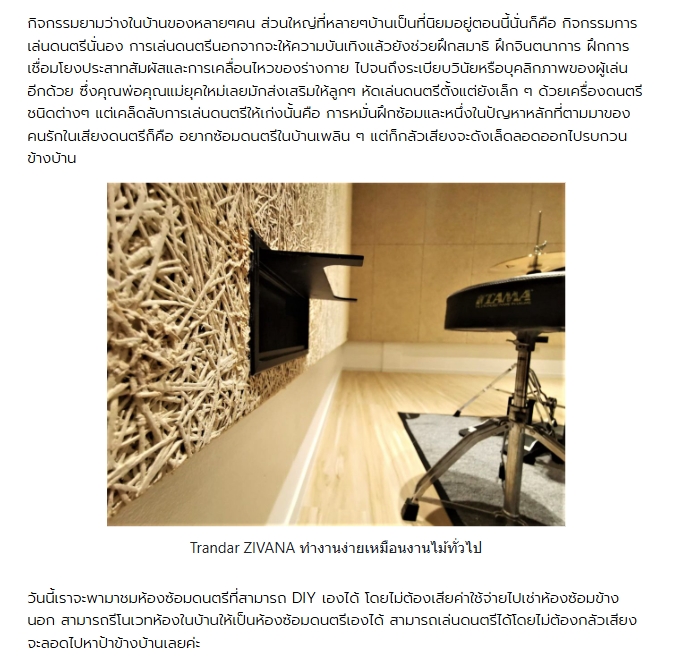 กิจกรรมยามว่างในบ้านของหลายๆคน ส่วนใหญ่ที่หลายๆบ้านเป็นที่นิยมอยู่ตอนนี้นั่นก็คือ กิจกรรมการ
เล่นดนตรีนั่นอง การเล่นดนตรีนอกจากจะให้ความบันเทิงแล้วยังช่วยฝึกสมาธิ ฝึกจินตนาการ ฝึกการ
เชื่อมโยงประสาทสัมผัสและการเคลื่อนไหวของร่างกาย ไปจนถึงระเบียบวินัยหรือบุคลิกภาพของผู้เล่น
อีกด้วย ซึ่งคุณพ่อคุณแม่ยุคใหม่เลยมักส่งเสริมให้ลูกๆ หัดเล่นดนตรีตั้งแต่ยังเล็ก ๆ ด้วยเครื่องดนตรี
ชนิดต่างๆ แต่เคล็ดลับการเล่นดนตรีให้เก่งนั้นคือ การหมั่นฝึกซ้อมและหนึ่งในปัญหาหลักที่ตามมาของ
คนรักในเสียงดนตรีก็คือ อยากซ้อมดนตรีในบ้านเพลิน ๆ แต่ก็กลัวเสียงจะดังเล็ดลอดออกไปรบกวน
ข้างบ้าน
TAMA
Trandar ZIVANA ทำงานง่ายเหมือนงานไม้ทั่วไป
วันนี้เราจะพามาชมห้องซ้อมดนตรีที่สามารถ DIY เองได้ โดยไม่ต้องเสียค่าใช้จ่ายไปเช่าห้องซ้อมข้าง
นอก สามารถรีโนเวทห้องในบ้านให้เป็นห้องซ้อมดนตรีเองได้ สามารถเล่นดนตรีได้โดยไม่ต้องกลัวเสียง
จะลอดไปหาป้าข้างบ้านเลยค่ะ